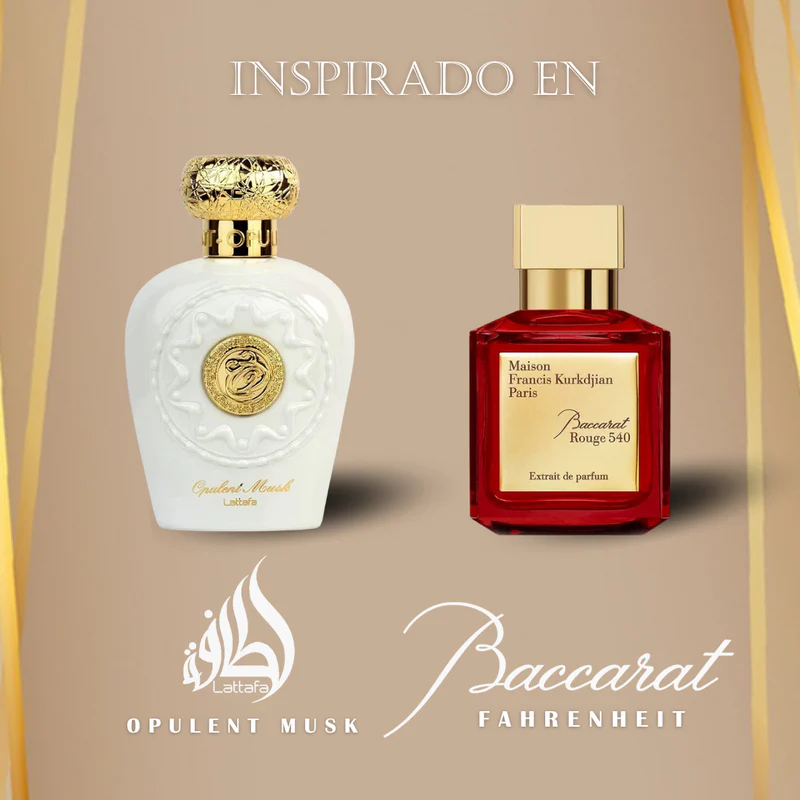 INSPIRADO EN
Opulent Musk
Lattafa
Maison
Francis Kurkdjian
Paris
Baccarat
Rouge 540
Extrait de parfum
لطافة
Lattafa
OPULENT MUSK
Baccarat
FAHRENHEIT